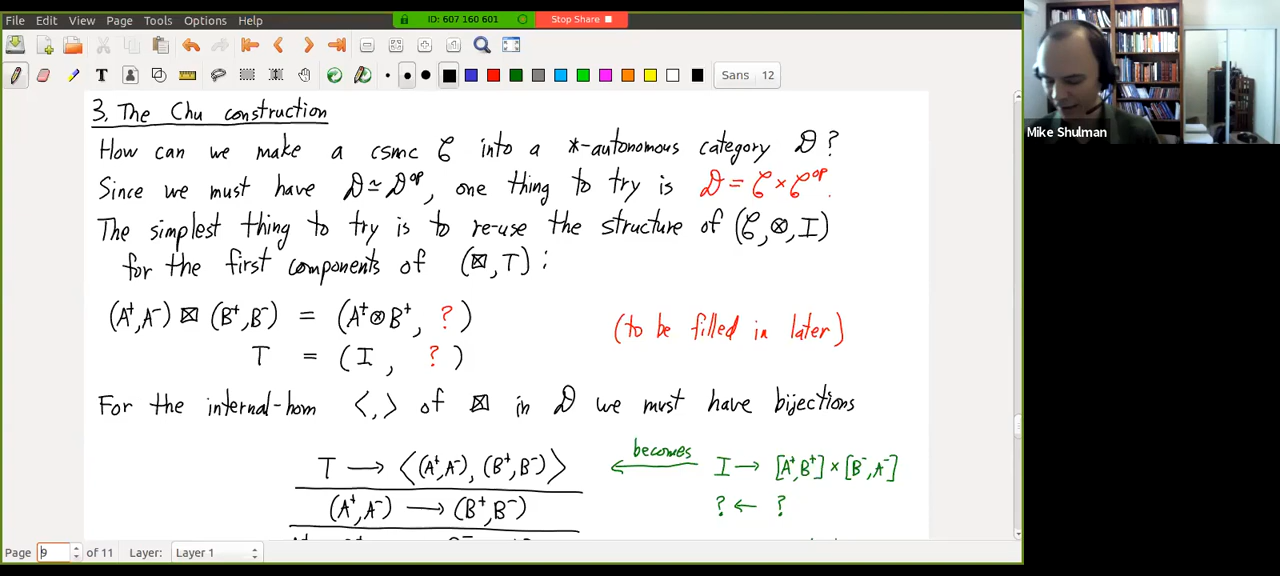 File Edit View Page Tools Options Help
ID: 607 160 601 Stop Share
Sans 12
Mike Shulman
3. The Chu construction
How can we make a csmc 𝒞 into a *-autonomous category 𝒟?
Since we must have 𝒟 ≃ 𝒟ᵒᵖ, one thing to try is 𝒟 = 𝒞 × 𝒞ᵒᵖ.
The simplest thing to try is to re-use the structure of (𝒞, ⊗, I)
for the first components of (⊠, T):
(A⁺, A⁻) ⊠ (B⁺, B⁻) = (A⁺ ⊗ B⁺, ?)
(to be filled in later)
T = (I, ?)
For the internal-hom <,> of ⊠ in 𝒟 we must have bijections
T → <(A⁺, A⁻), (B⁺, B⁻)>
becomes
I → [A⁺, B⁺] × [B⁻, A⁻]
(A⁺, A⁻) → (B⁺, B⁻)
? ← ?
Page 9 of 11 Layer: Layer 1